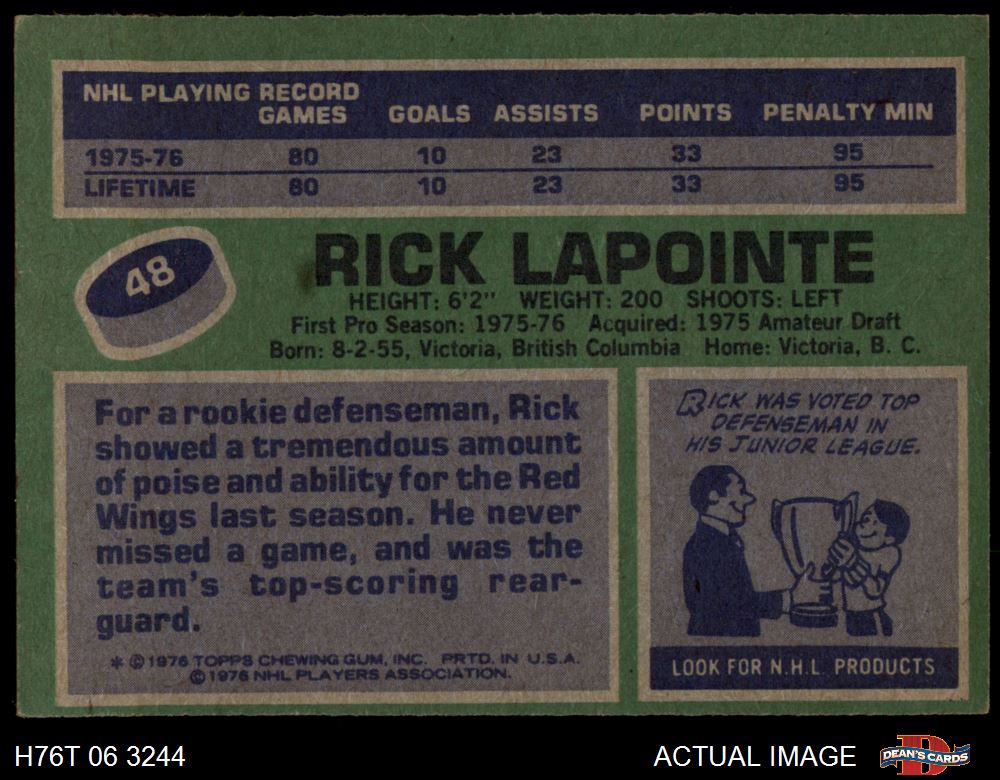 NHL PLAYING RECORD
GAMES GOALS ASSISTS POINTS PENALTY MIN
1975-76 80 10 23 33 95
LIFETIME 80 10 23 33 95
48
RICK LAPOINTE
HEIGHT: 6'2" WEIGHT: 200 SHOOTS: LEFT
First Pro Season: 1975-76 Acquired: 1975 Amateur Draft
Born: 8-2-55, Victoria, British Columbia Home: Victoria, B. C.
For a rookie defenseman, Rick
showed a tremendous amount
of poise and ability for the Red
Wings last season. He never
missed a game, and was the
team's top-scoring rear-
guard.
* © 1976 TOPPS CHEWING GUM, INC. PRTD. IN U.S.A.
© 1976 NHL PLAYERS ASSOCIATION.
RICK WAS VOTED TOP
DEFENSEMAN IN
HIS JUNIOR LEAGUE.
LOOK FOR N.H.L PRODUCTS
H76T 06 3244
ACTUAL IMAGE
D
DEAN'S CARDS